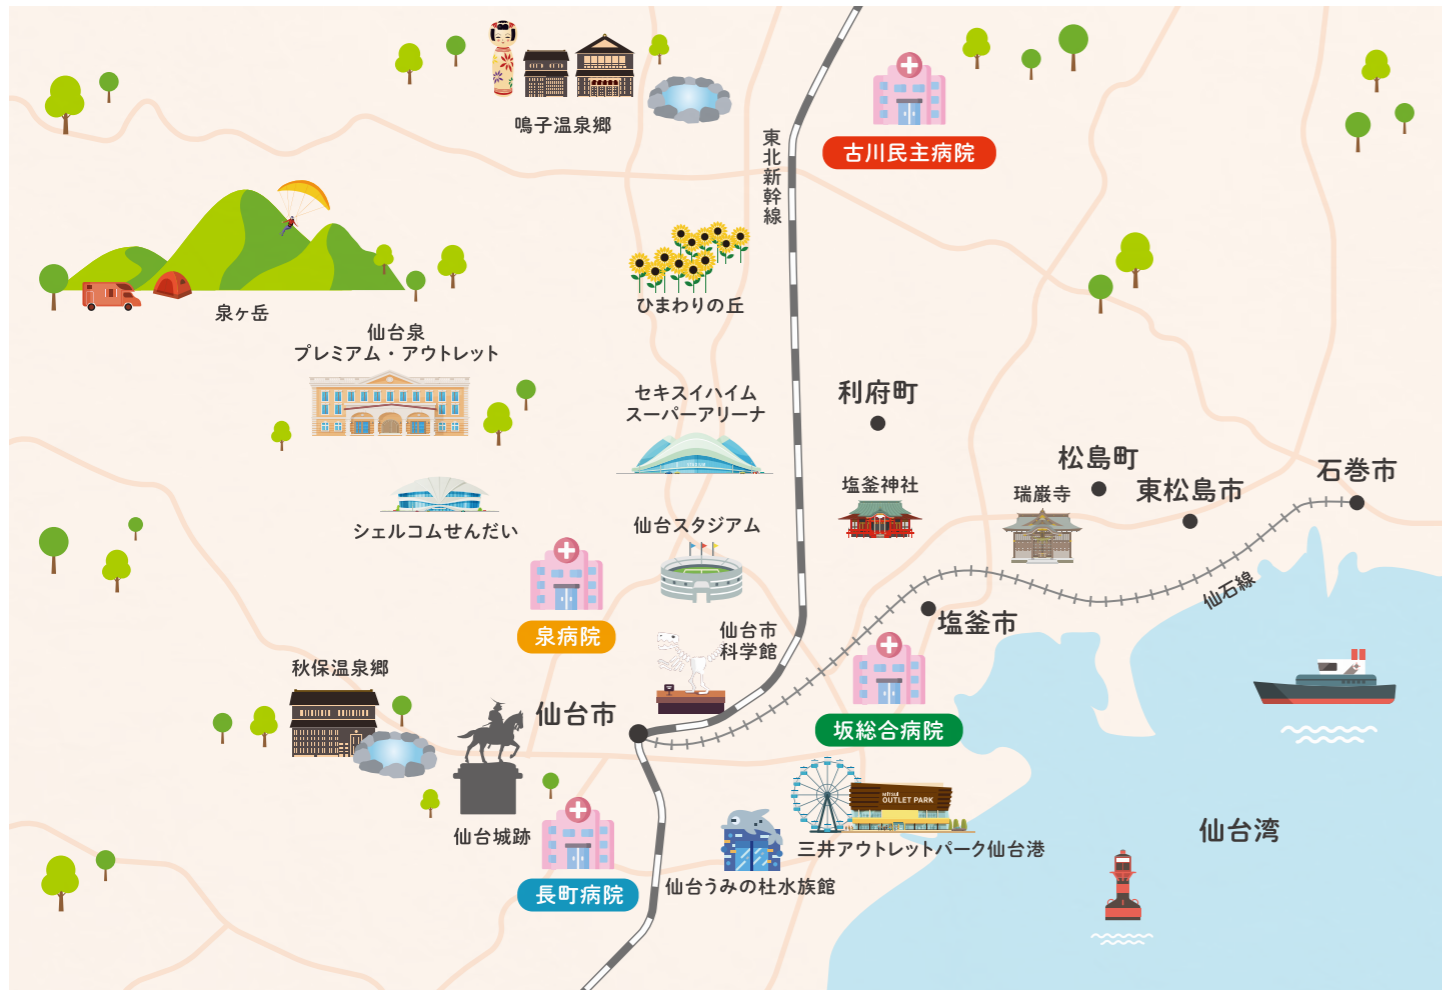 鳴子温泉郷
東北新幹線
古川民主病院
泉ヶ岳
ひまわりの丘
仙台泉
プレミアム・アウトレット
セキスイハイム
スーパーアリーナ
利府町
松島町
石巻市
東松島市
塩釜神社
瑞巌寺
シェルコムせんだい
仙台スタジアム
仙石線
塩釜市
泉病院
仙台市
科学館
秋保温泉郷
仙台市
坂総合病院
OUTLET PARK
仙台湾
仙台城跡
三井アウトレットパーク仙台港
長町病院
仙台うみの杜水族館